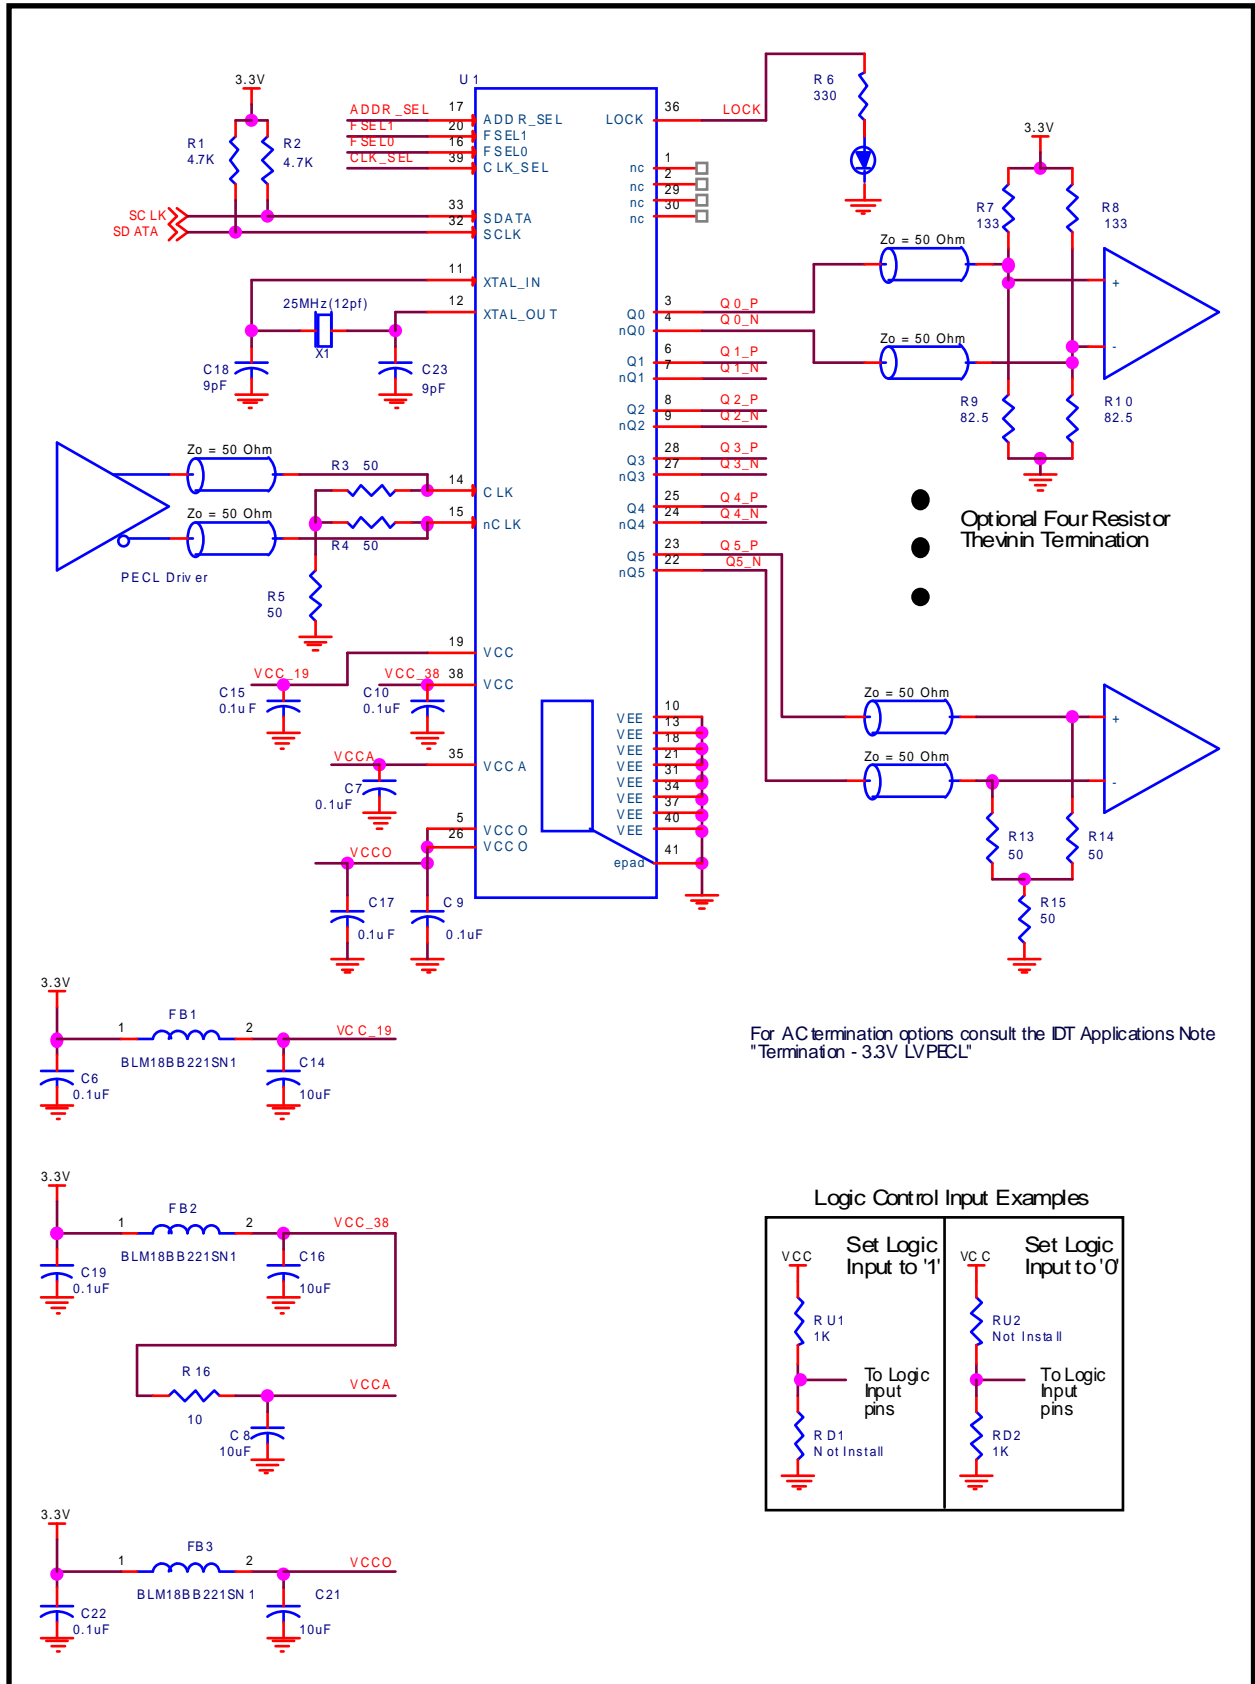 3.3V
R1
4.7K
R2
4.7K
SCLK
SDATA
U1
ADDR_SEL
FSEL1
FSEL0
CLK_SEL
17
20
16
39
ADDR_SEL
FSEL1
FSEL0
CLK_SEL
33
32
SDATA
SCLK
11
XTAL_IN
12
XTAL_OUT
25MHz(12pf)
X1
C18
9pF
C23
9pF
LOCK
36
LOCK
R6
330
nc
1
nc
2
nc
29
nc
30
3.3V
R7
133
R8
133
Zo = 50 Ohm
Zo = 50 Ohm
+
-
R9
82.5
R10
82.5
Q0
3
Q0_P
nQ0
4
Q0_N
Q1
6
Q1_P
nQ1
7
Q1_N
Q2
8
Q2_P
nQ2
9
Q2_N
Q3
28
Q3_P
nQ3
27
Q3_N
Q4
25
Q4_P
nQ4
24
Q4_N
Q5
23
Q5_P
nQ5
22
Q5_N
Optional Four Resistor
Thevinin Termination
Zo = 50 Ohm
Zo = 50 Ohm
PECL Driver
R3 50
R4 50
R5
50
14
CLK
15
nCLK
VCC_19
19
VCC
C15
0.1uF
VCC_38
38
VCC
C10
0.1uF
VCCA
35
VCCA
C7
0.1uF
VCCO
5
VCCO
26
VCCO
C17
0.1uF
C9
0.1uF
VEE
10
VEE
13
VEE
18
VEE
21
VEE
31
VEE
34
VEE
37
VEE
40
epad
41
Zo = 50 Ohm
Zo = 50 Ohm
+
-
R13
50
R14
50
R15
50
3.3V
1
FB1
2
VCC_19
BLM18BB221SN1
C6
0.1uF
C14
10uF
For AC termination options consult the IDT Applications Note
"Termination - 3.3V LVPECL"
3.3V
1
FB2
2
VCC_38
BLM18BB221SN1
C19
0.1uF
C16
10uF
R16
10
VCCA
C8
10uF
3.3V
1
FB3
2
VCCO
BLM18BB221SN1
C22
0.1uF
C21
10uF
Logic Control Input Examples
Set Logic
Input to '1'
VCC
RU1
1K
To Logic
Input
pins
RD1
Not Install
Set Logic
Input to '0'
VCC
RU2
Not Install
To Logic
Input
pins
RD2
1K